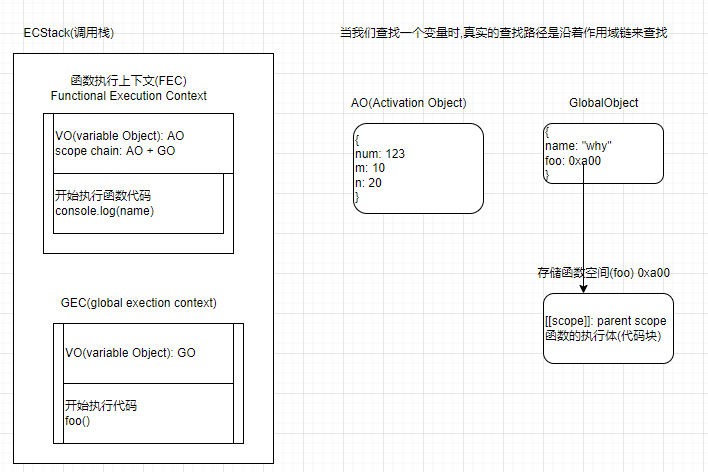 ECStack(调用栈)
当我们查找一个变量时,真实的查找路径是沿着作用域链来查找
函数执行上下文(FEC)
Functional Execution Context
VO(variable Object): AO
scope chain: AO + GO
开始执行函数代码
console.log(name)
AO(Activation Object)
{
num: 123
m: 10
n: 20
}
GlobalObject
{
name: "why"
foo: 0xa00
}
存储函数空间(foo) 0xa00
[[scope]]: parent scope
函数的执行体(代码块)
GEC(global exection context)
VO(variable Object): GO
开始执行代码
foo()